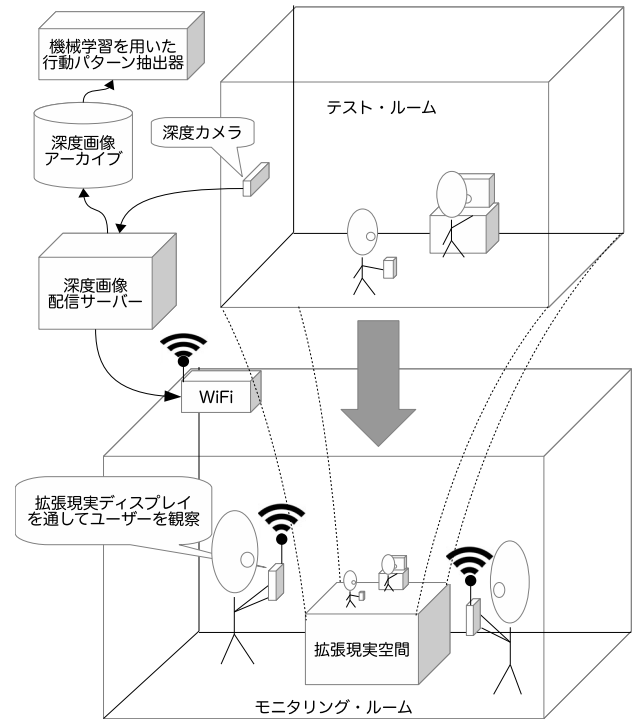 機械学習を用いた
行動パターン抽出器
テスト・ルーム
深度カメラ
深度画像
アーカイブ
深度画像
配信サーバー
WiFi
拡張現実ディスプレイ
を通してユーザーを観察
拡張現実空間
モニタリング・ルーム